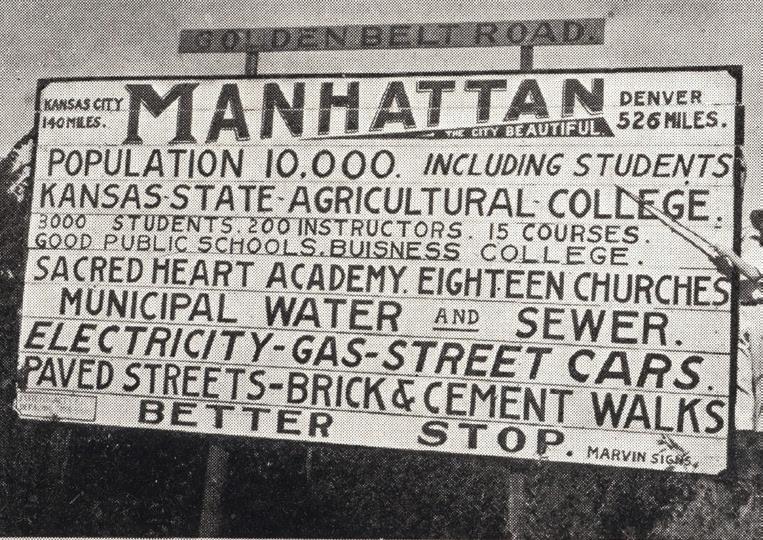 GOLDEN BELT ROAD.
KANSAS CITY
140 MILES.
MANHATTAN
THE CITY BEAUTIFUL
DENVER
526 MILES.
POPULATION 10,000. INCLUDING STUDENTS
KANSAS-STATE-AGRICULTURAL-COLLEGE.
3000 STUDENTS. 200 INSTRUCTORS. 15 COURSES.
GOOD PUBLIC SCHOOLS. BUISNESS COLLEGE.
SACRED HEART ACADEMY. EIGHTEEN CHURCHES
MUNICIPAL WATER AND SEWER.
ELECTRICITY-GAS-STREET CARS.
PAVED STREETS-BRICK & CEMENT WALKS
BETTER STOP.
MARVIN SIGNS.